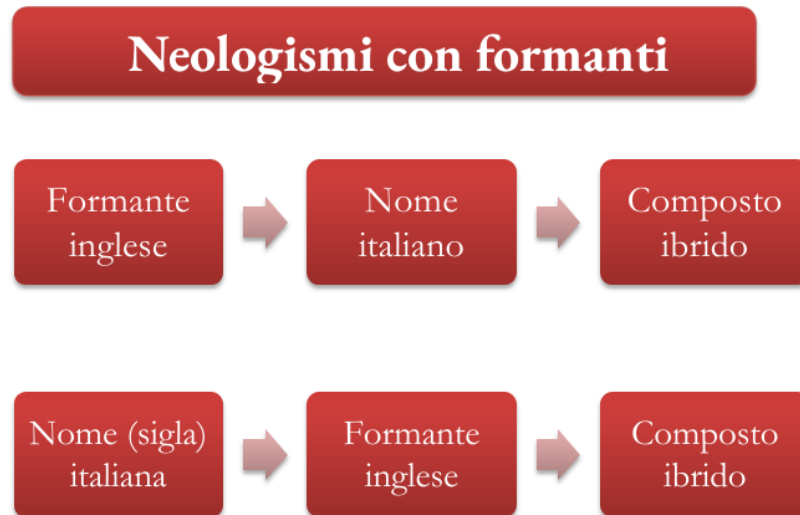 Neologismi con formanti
Formante
inglese
Nome
italiano
Composto
ibrido
Nome (sigla)
italiana
Formante
inglese
Composto
ibrido